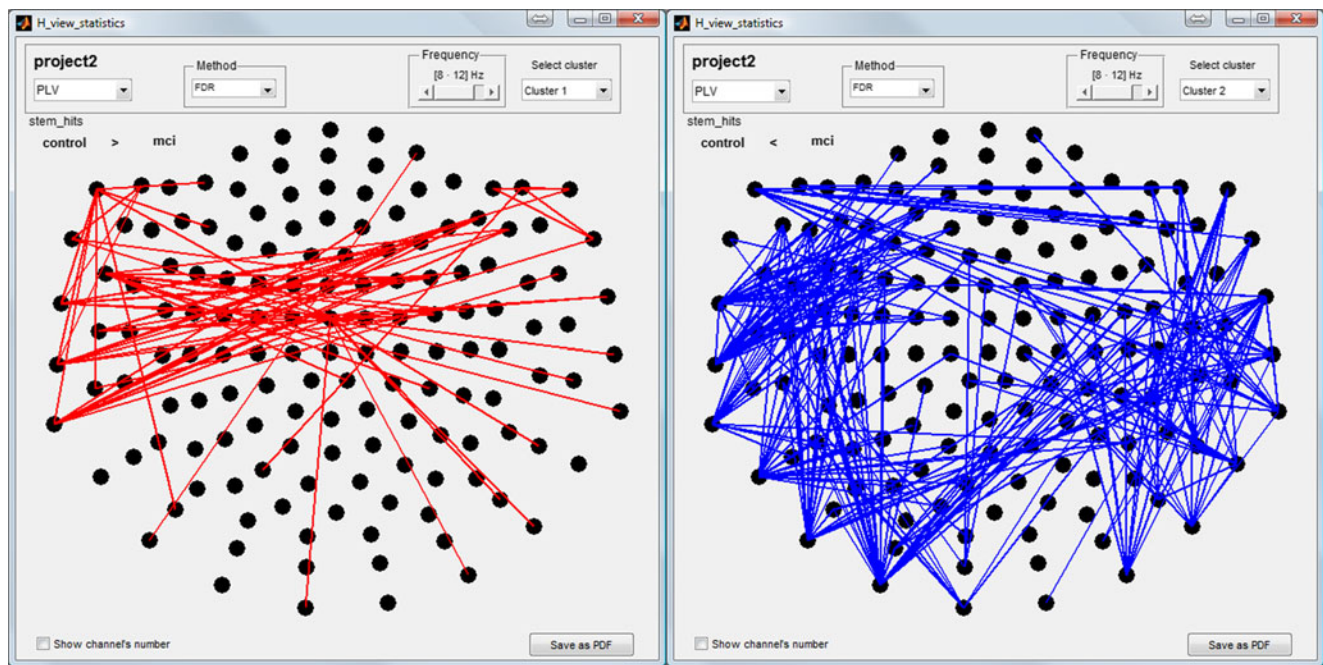 H_view_statistics
project2
Method
Frequency
[8 - 12] Hz
Select cluster
PLV
FDR
Cluster 1
stem_hits
control > mci
Show channel's number
Save as PDF
H_view_statistics
project2
Method
Frequency
[8 - 12] Hz
Select cluster
PLV
FDR
Cluster 2
stem_hits
control < mci
Show channel's number
Save as PDF